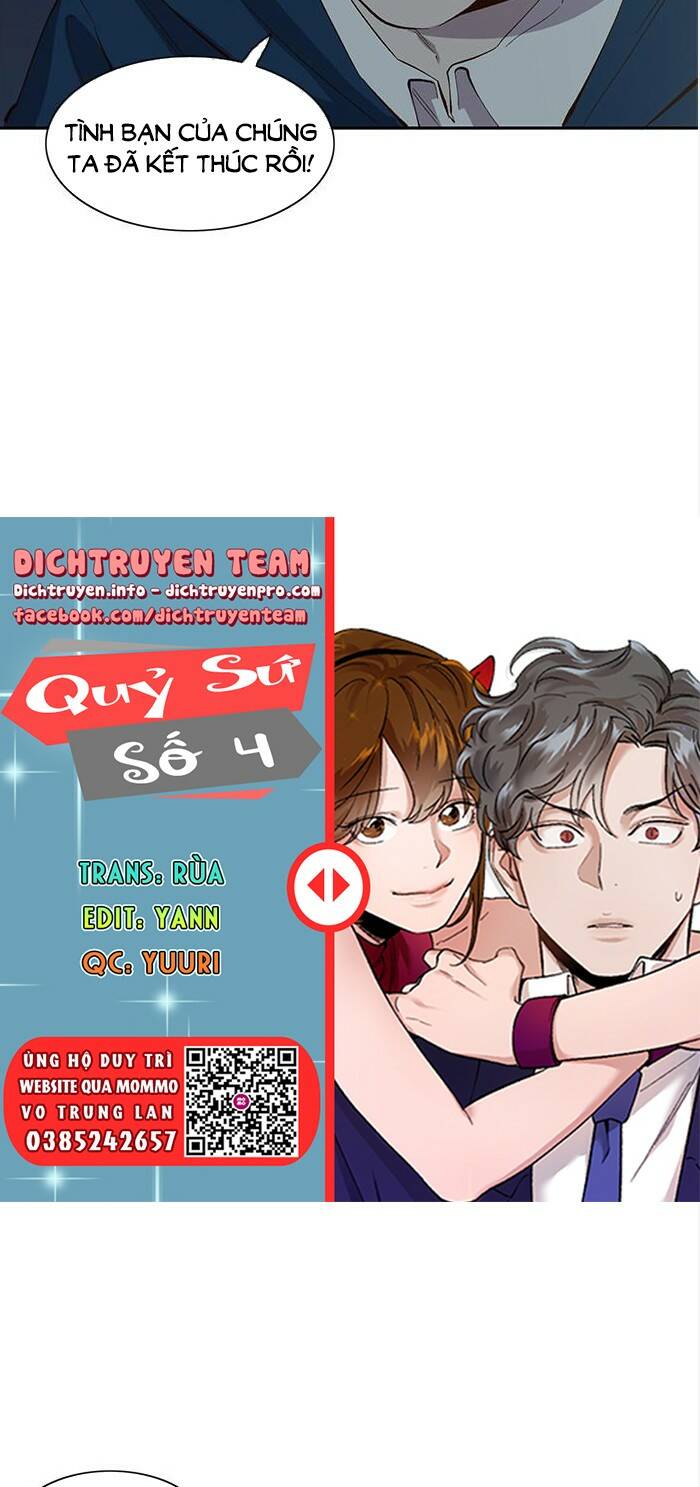 TÌNH BẠN CỦA CHÚNG
TA ĐÃ KẾT THÚC RỒI!
DICHTRUYEN TEAM
Dichtruyen.info - dichtruyenpro.com
facebook.com/dichtruyenteam
Quỷ Sứ
Số 4
TRANS: RÙA
EDIT: YANN
QC: YUURI
ỦNG HỘ DUY TRÌ
WEBSITE QUA MOMMO
VO TRUNG LAN
0385242657